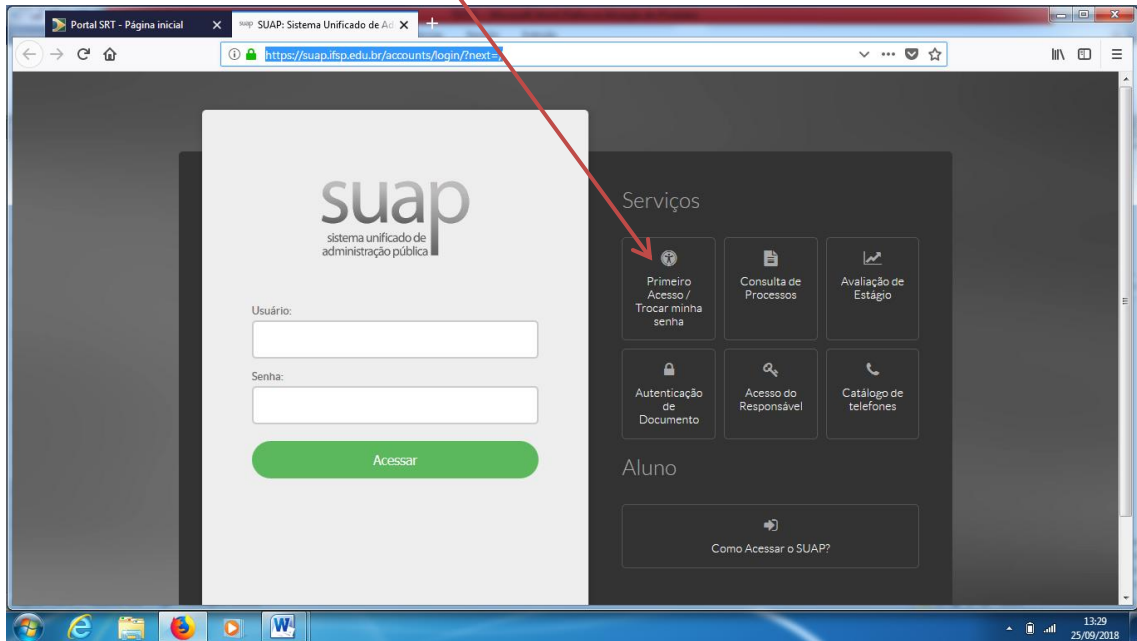 Portal SRT - Página inicial
suap SUAP: Sistema Unificado de Ad
https://suap.ifsp.edu.br/accounts/login/?next=/
suap
sistema unificado de
administração pública
Usuário:
Senha:
Acessar
Serviços
Primeiro
Acesso /
Trocar minha
senha
Consulta de
Processos
Avaliação de
Estágio
Autenticação
de
Documento
Acesso do
Responsável
Catálogo de
telefones
Aluno
Como Acessar o SUAP?
13:29
25/09/2018